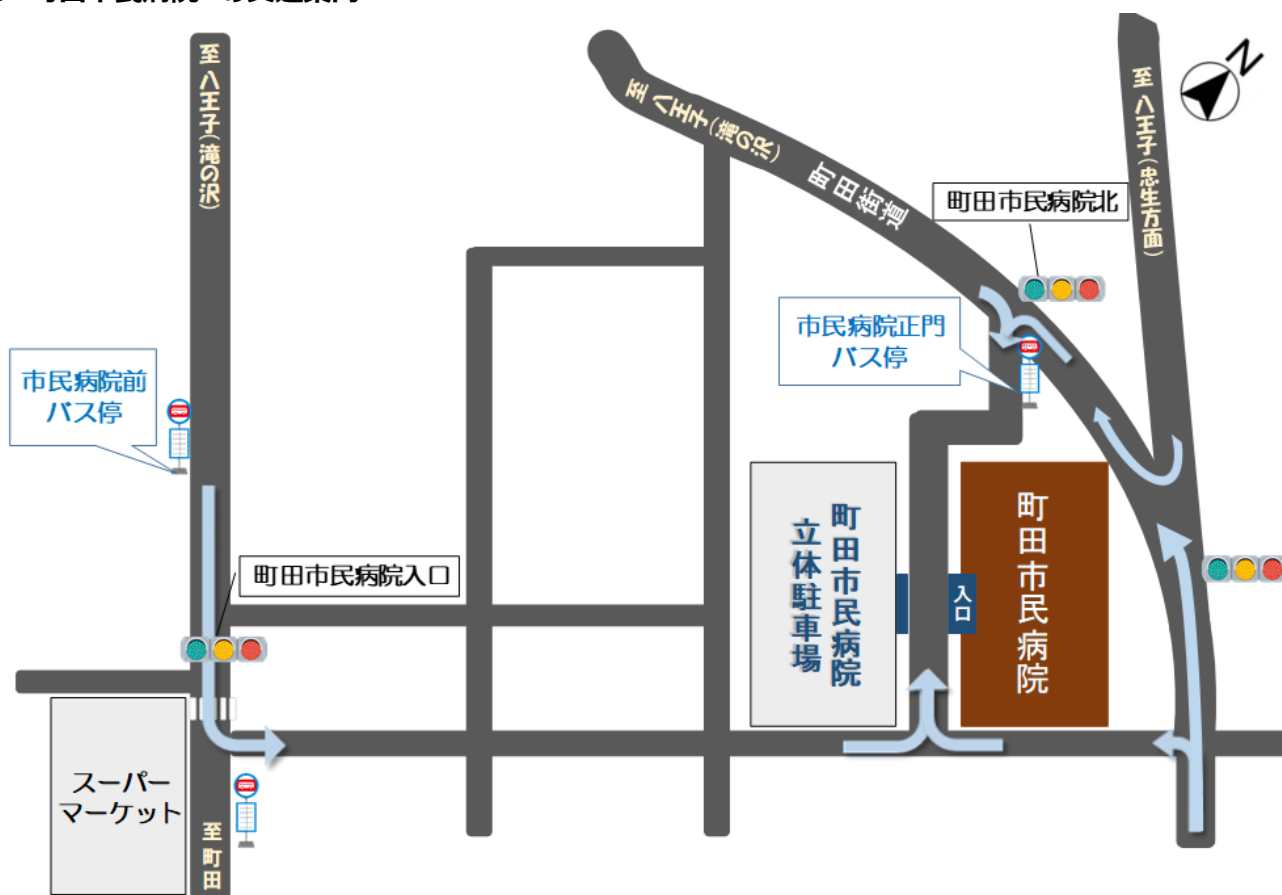 至 八王子(滝の沢)
至 八王子(滝の沢)
町田街道
至 八王子(忠生方面)
N
町田市民病院北
市民病院正門
バス停
市民病院前
バス停
町田市民病院入口
町田市民病院
立体駐車場
入口
町田市民病院
スーパー
マーケット
至 町田